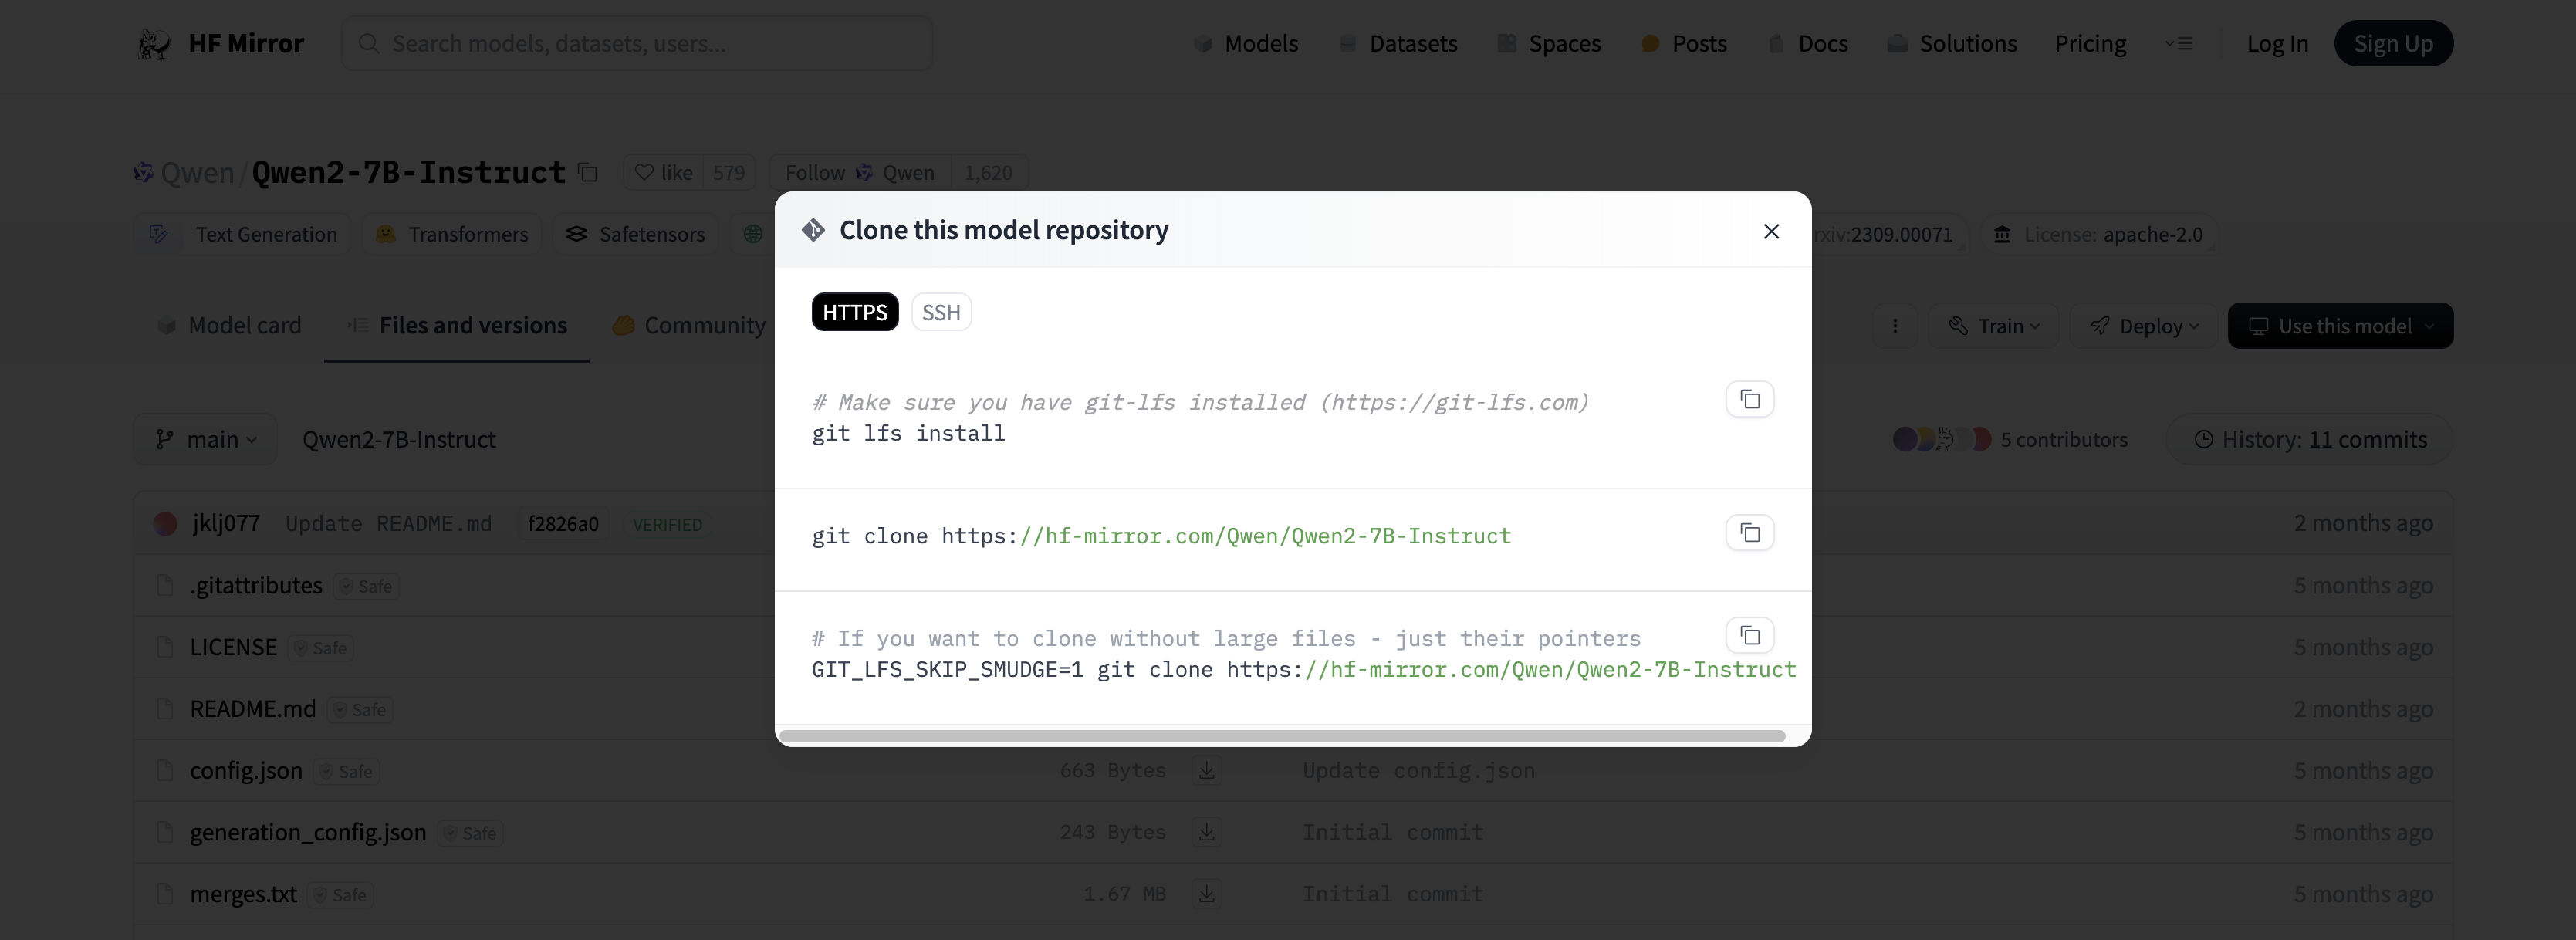 HF Mirror
Search models, datasets, users...
Models
Datasets
Spaces
Posts
Docs
Solutions
Pricing
Log In
Sign Up
Qwen/Qwen2-7B-Instruct
like 579
Follow Qwen 1,620
Text Generation
Transformers
Safetensors
rxiv:2309.00071
License: apache-2.0
Clone this model repository
HTTPS
SSH
Model card
Files and versions
Community
Train
Deploy
Use this model
# Make sure you have git-lfs installed (https://git-lfs.com)
git lfs install
main
Qwen2-7B-Instruct
5 contributors
History: 11 commits
jklj077 Update README.md f2826a0 VERIFIED
2 months ago
git clone https://hf-mirror.com/Qwen/Qwen2-7B-Instruct
.gitattributes Safe
5 months ago
LICENSE Safe
5 months ago
# If you want to clone without large files - just their pointers
GIT_LFS_SKIP_SMUDGE=1 git clone https://hf-mirror.com/Qwen/Qwen2-7B-Instruct
README.md Safe
2 months ago
config.json Safe 663 Bytes Update config.json 5 months ago
generation_config.json Safe 243 Bytes Initial commit 5 months ago
merges.txt Safe 1.67 MB Initial commit 5 months ago